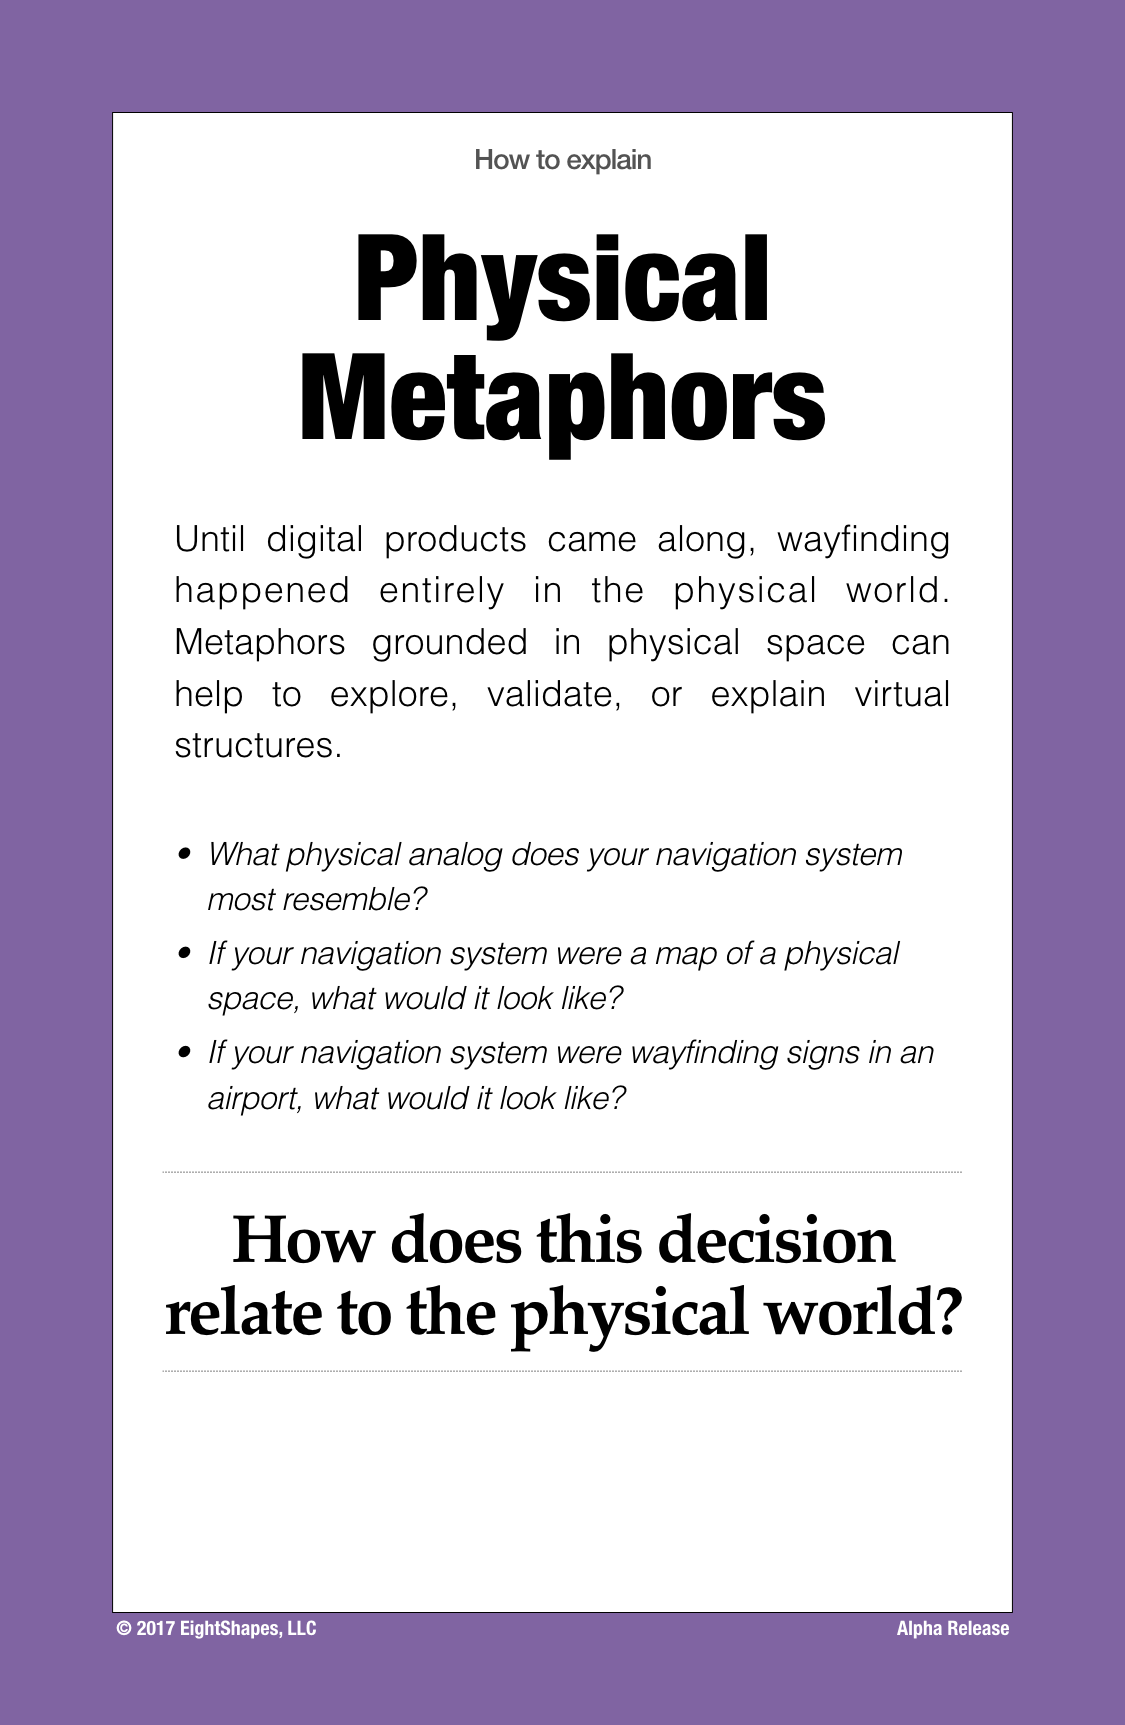 How to explain
Physical
Metaphors
Until digital products came along, wayfinding
happened entirely in the physical world.
Metaphors grounded in physical space can
help to explore, validate, or explain virtual
structures.
• What physical analog does your navigation system
most resemble?
• If your navigation system were a map of a physical
space, what would it look like?
• If your navigation system were wayfinding signs in an
airport, what would it look like?
How does this decision
relate to the physical world?
© 2017 EightShapes, LLC
Alpha Release